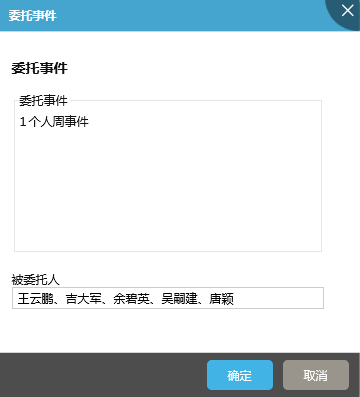 委托事件
委托事件
委托事件
1 个人周事件
被委托人
王云鹏、吉大军、余碧英、吴嗣建、唐颖
确定
取消